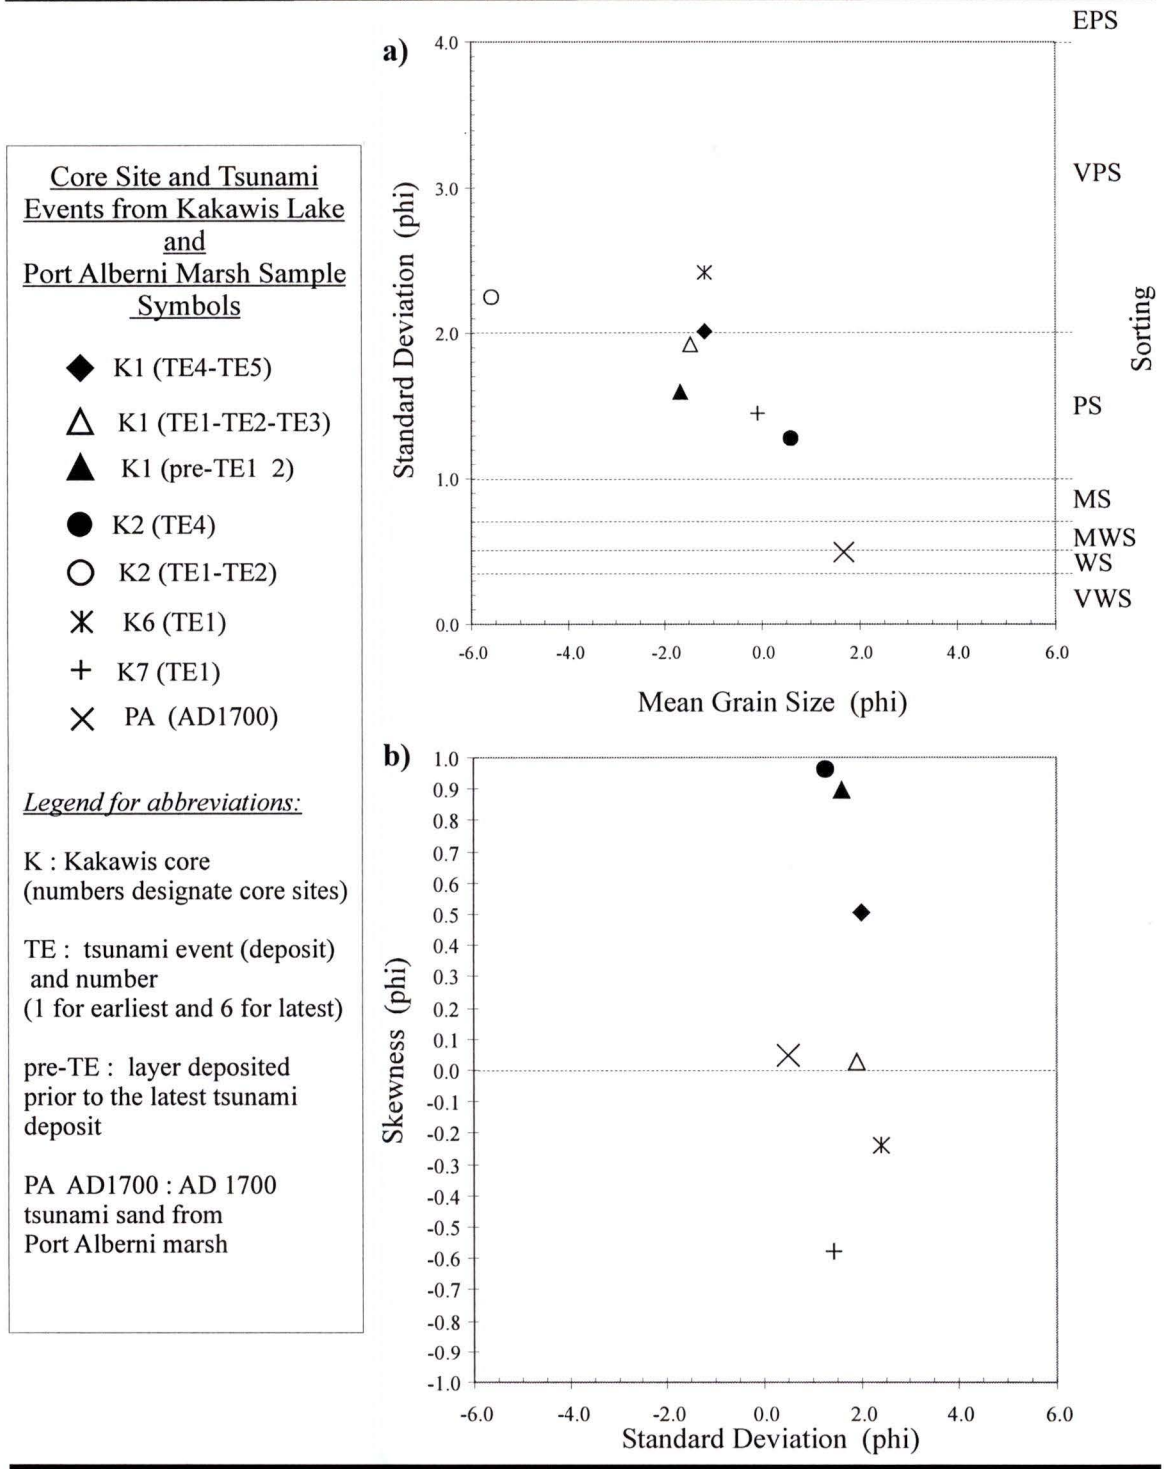 Core Site and Tsunami
Events from Kakawis Lake
and
Port Alberni Marsh Sample
Symbols
K1 (TE4-TE5)
K1 (TE1-TE2-TE3)
K1 (pre-TE1 2)
K2 (TE4)
K2 (TE1-TE2)
K6 (TE1)
K7 (TE1)
PA (AD1700)
Legend for abbreviations:
K : Kakawis core
(numbers designate core sites)
TE : tsunami event (deposit)
and number
(1 for earliest and 6 for latest)
pre-TE : layer deposited
prior to the latest tsunami
deposit
PA AD1700 : AD 1700
tsunami sand from
Port Alberni marsh
a)
Standard Deviation (phi)
4.0
3.0
2.0
1.0
0.0
-6.0 -4.0 -2.0 0.0 2.0 4.0 6.0
Mean Grain Size (phi)
EPS
VPS
PS
MS
MWS
WS
VWS
Sorting
b)
Skewness (phi)
1.0
0.9
0.8
0.7
0.6
0.5
0.4
0.3
0.2
0.1
0.0
-0.1
-0.2
-0.3
-0.4
-0.5
-0.6
-0.7
-0.8
-0.9
-1.0
-6.0 -4.0 -2.0 0.0 2.0 4.0 6.0
Standard Deviation (phi)